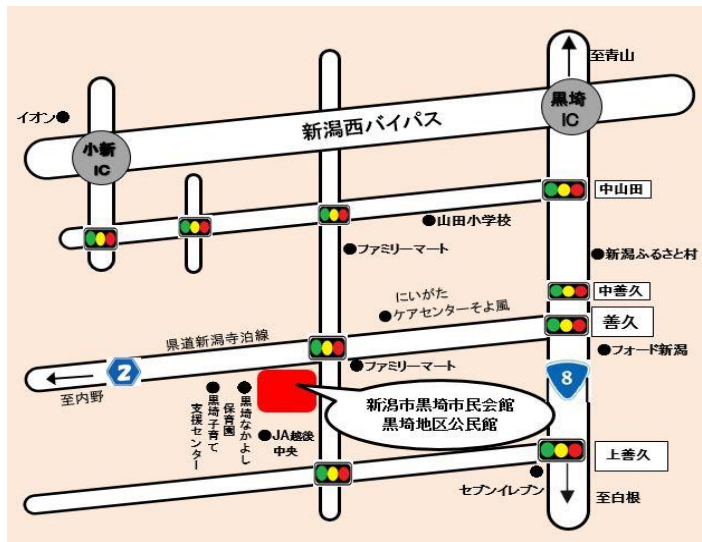 至青山
イオン
黒埼
IC
新潟西バイパス
小新
IC
中山田
山田小学校
ファミリーマート
新潟ふるさと村
中善久
にいがた
ケアセンターそよ風
善久
県道新潟寺泊線
フォード新潟
ファミリーマート
2
至内野
8
新潟市黒埼市民会館
黒埼地区公民館
黒埼なかよし
保育園
黒埼子育て
支援センター
JA越後
中央
上善久
セブンイレブン
至白根